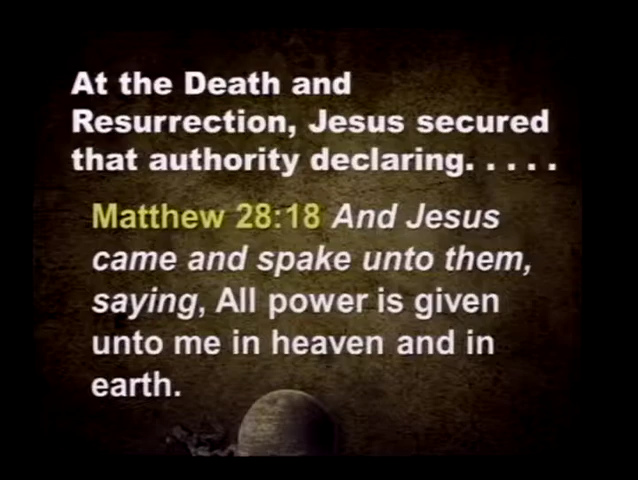 At the Death and
Resurrection, Jesus secured
that authority declaring. . . . .
Matthew 28:18 And Jesus
came and spake unto them,
saying, All power is given
unto me in heaven and in
earth.